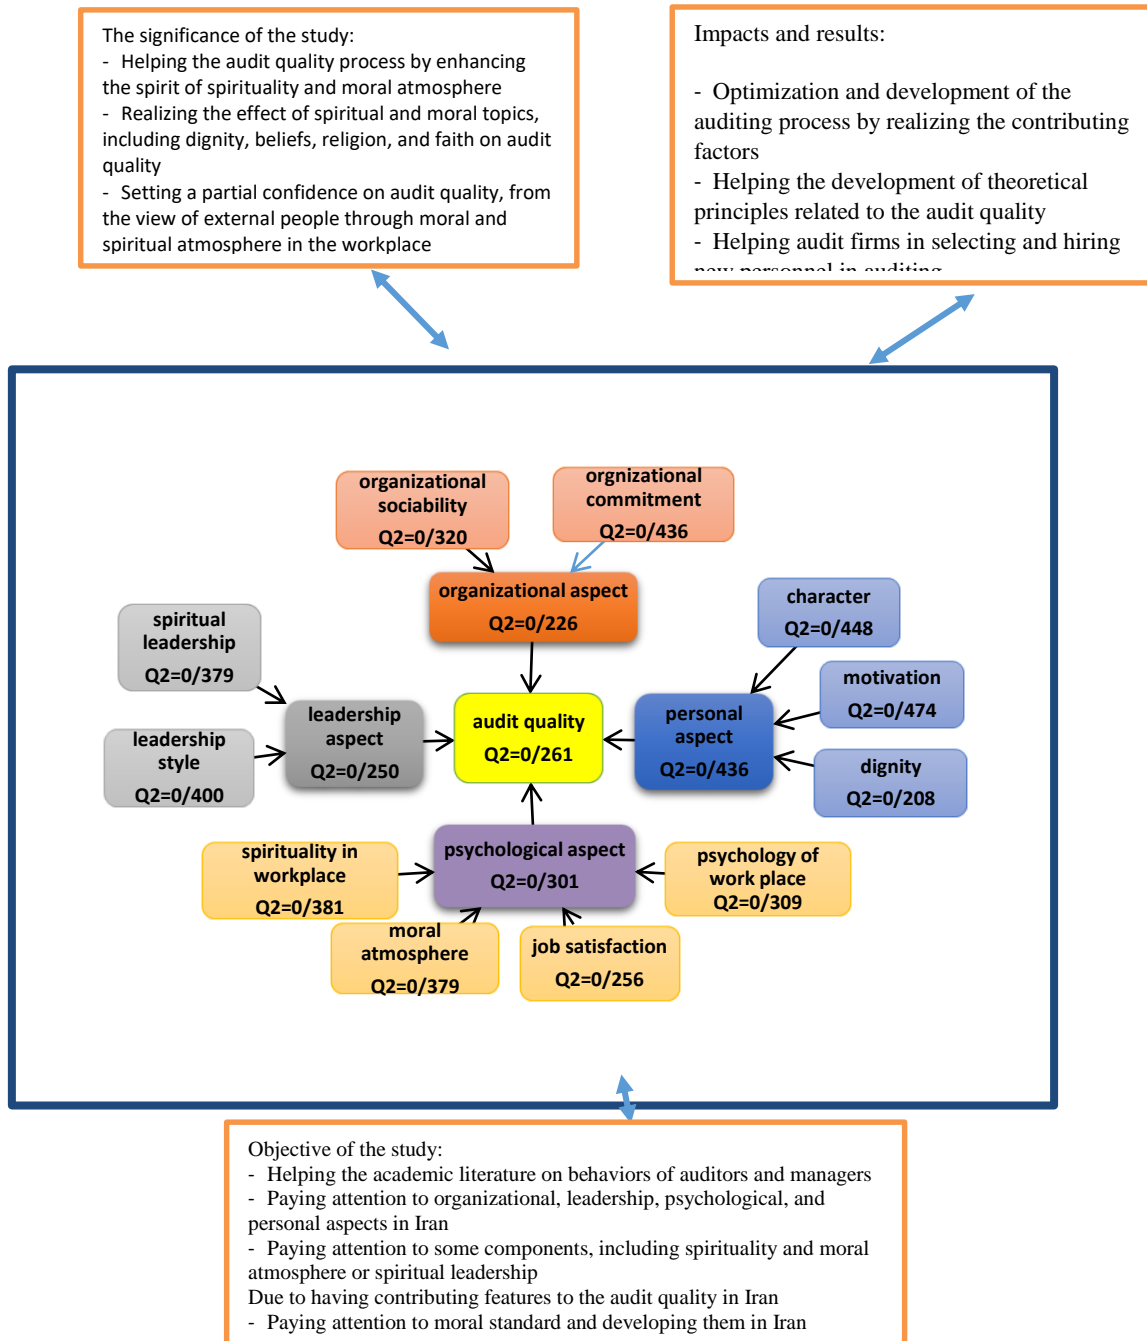 The significance of the study:
- Helping the audit quality process by enhancing
the spirit of spirituality and moral atmosphere
- Realizing the effect of spiritual and moral topics,
including dignity, beliefs, religion, and faith on audit
quality
- Setting a partial confidence on audit quality, from
the view of external people through moral and
spiritual atmosphere in the workplace
Impacts and results:
- Optimization and development of the
auditing process by realizing the contributing
factors
- Helping the development of theoretical
principles related to the audit quality
- Helping audit firms in selecting and hiring
new personnel in auditing
organizational
sociability
Q2=0/320
orgnizational
commitment
Q2=0/436
organizational aspect
Q2=0/226
character
Q2=0/448
spiritual
leadership
Q2=0/379
motivation
Q2=0/474
leadership
aspect
Q2=0/250
audit quality
Q2=0/261
personal
aspect
Q2=0/436
leadership
style
Q2=0/400
dignity
Q2=0/208
spirituality in
workplace
Q2=0/381
psychological aspect
Q2=0/301
psychology of
work place
Q2=0/309
moral
atmosphere
Q2=0/379
job satisfaction
Q2=0/256
Objective of the study:
- Helping the academic literature on behaviors of auditors and managers
- Paying attention to organizational, leadership, psychological, and
personal aspects in Iran
- Paying attention to some components, including spirituality and moral
atmosphere or spiritual leadership
Due to having contributing features to the audit quality in Iran
- Paying attention to moral standard and developing them in Iran